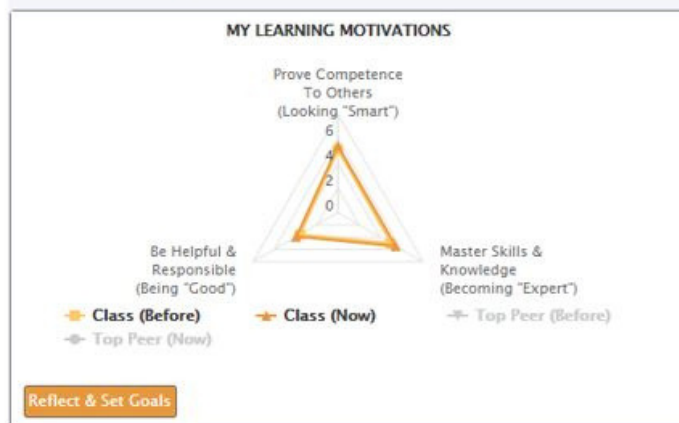 MY LEARNING MOTIVATIONS
Prove Competence
To Others
(Looking "Smart")
6
4
2
0
Be Helpful &
Responsible
(Being "Good")
Master Skills &
Knowledge
(Becoming "Expert")
Class (Before)
Class (Now)
Top Peer (Before)
Top Peer (Now)
Reflect & Set Goals